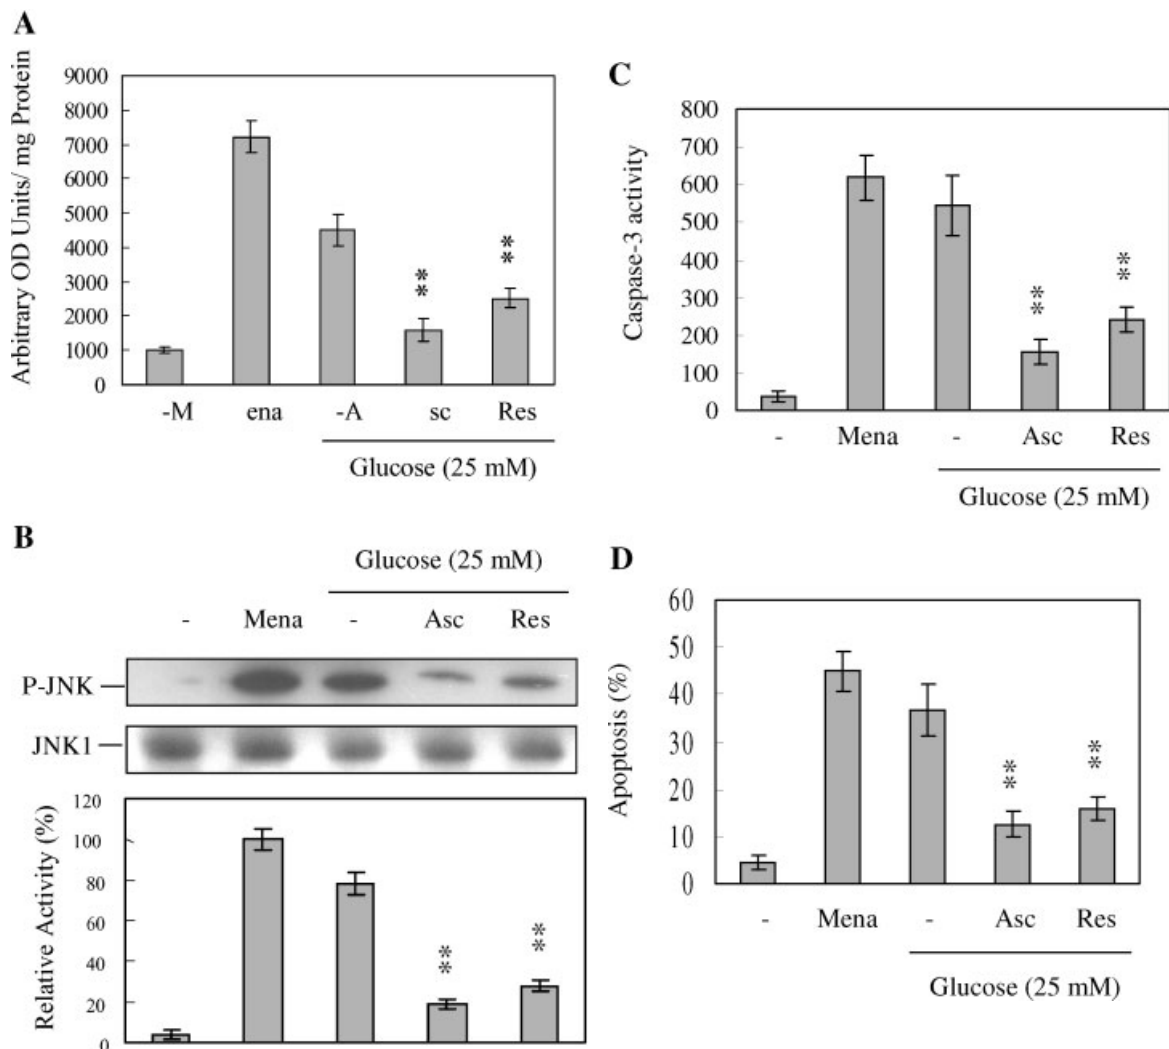 A
Arbitrary OD Units/ mg Protein
9000
8000
7000
6000
5000
4000
3000
2000
1000
0
**
**
-M ena -A sc Res
Glucose (25 mM)
B
Glucose (25 mM)
- Mena - Asc Res
P-JNK
JNK1
Relative Activity (%)
120
100
80
60
40
20
0
**
**
C
Caspase-3 activity
800
700
600
500
400
300
200
100
0
**
**
- Mena - Asc Res
Glucose (25 mM)
D
Apoptosis (%)
60
50
40
30
20
10
0
**
**
- Mena - Asc Res
Glucose (25 mM)